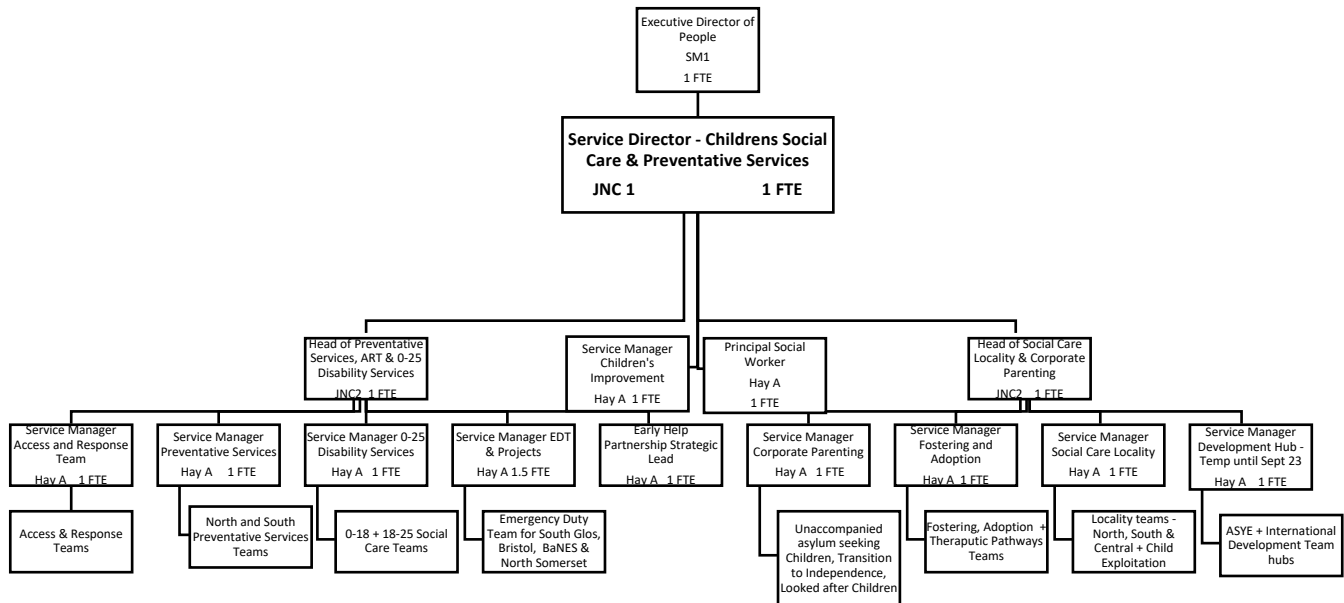 Executive Director of
People
SM1
1 FTE
Service Director - Childrens Social
Care & Preventative Services
JNC 1 1 FTE
Head of Preventative
Services, ART & 0-25
Disability Services
JNC2 1 FTE
Service Manager
Children's
Improvement
Hay A 1 FTE
Principal Social
Worker
Hay A
1 FTE
Head of Social Care
Locality & Corporate
Parenting
JNC2 1 FTE
Service Manager
Access and Response
Team
Hay A 1 FTE
Service Manager
Preventative Services
Hay A 1 FTE
Service Manager 0-25
Disability Services
Hay A 1 FTE
Service Manager EDT
& Projects
Hay A 1.5 FTE
Early Help
Partnership Strategic
Lead
Hay A 1 FTE
Service Manager
Corporate Parenting
Hay A 1 FTE
Service Manager
Fostering and
Adoption
Hay A 1 FTE
Service Manager
Social Care Locality
Hay A 1 FTE
Service Manager
Development Hub -
Temp until Sept 23
Hay A 1 FTE
Access & Response
Teams
North and South
Preventative Services
Teams
0-18 + 18-25 Social
Care Teams
Emergency Duty
Team for South Glos,
Bristol, BaNES &
North Somerset
Unaccompanied
asylum seeking
Children, Transition
to Independence,
Looked after Children
Fostering, Adoption +
Theraputic Pathways
Teams
Locality teams -
North, South &
Central + Child
Exploitation
ASYE + International
Development Team
hubs